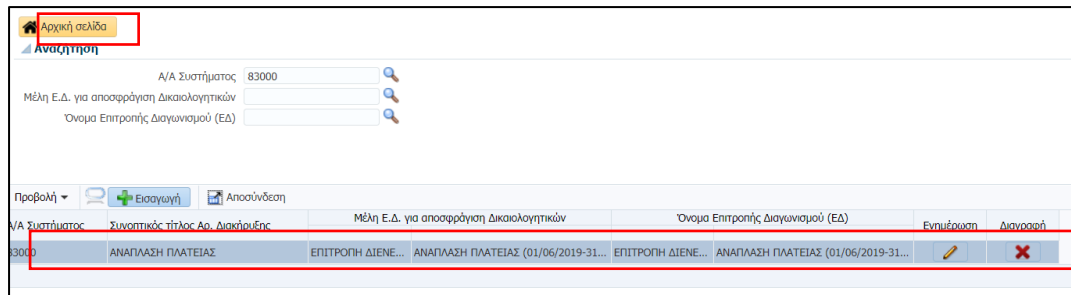 Αρχική σελίδα
Αναζήτηση
Α/Α Συστήματος 83000
Μέλη Ε.Δ. για αποσφράγιση Δικαιολογητικών
Όνομα Επιτροπής Διαγωνισμού (ΕΔ)
Προβολή Εισαγωγή Αποσύνδεση
Α/Α Συστήματος Συνοπτικός τίτλος Αρ. Διακήρυξης Μέλη Ε.Δ. για αποσφράγιση Δικαιολογητικών Όνομα Επιτροπής Διαγωνισμού (ΕΔ) Ενημέρωση Διαγραφή
83000 ΑΝΑΠΛΑΣΗ ΠΛΑΤΕΙΑΣ ΕΠΙΤΡΟΠΗ ΔΙΕΝΕ... ΑΝΑΠΛΑΣΗ ΠΛΑΤΕΙΑΣ (01/06/2019-31... ΕΠΙΤΡΟΠΗ ΔΙΕΝΕ... ΑΝΑΠΛΑΣΗ ΠΛΑΤΕΙΑΣ (01/06/2019-31...